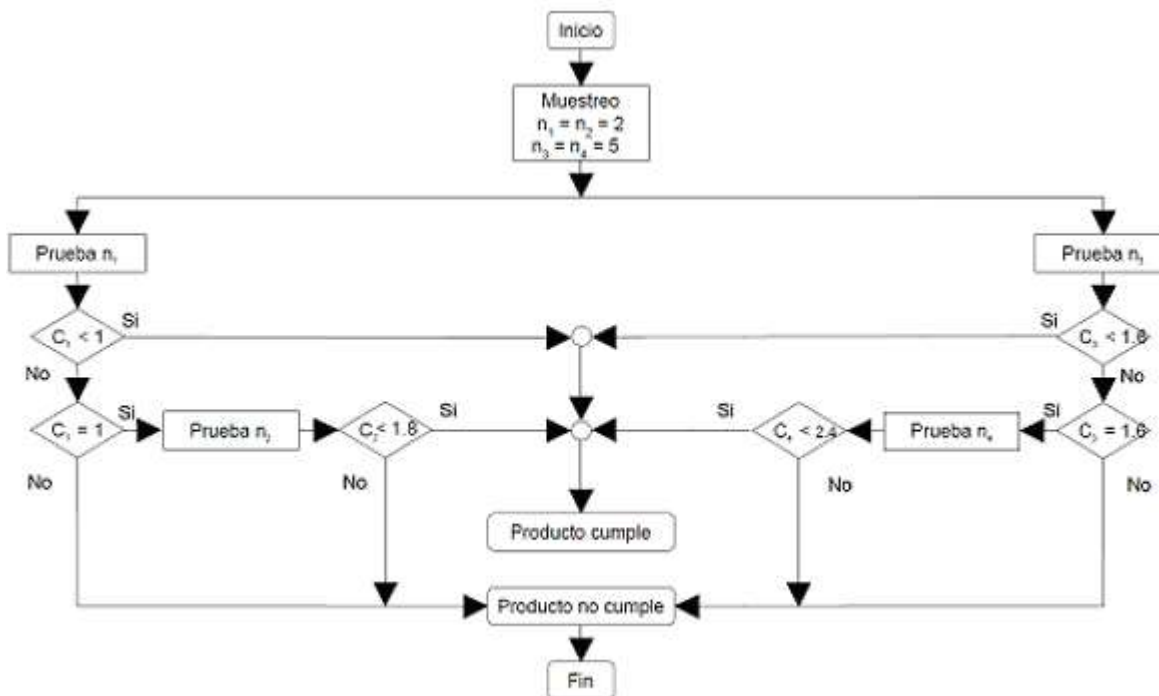 Inicio
Muestreo
n₁ = n₂ = 2
n₃ = n₄ = 5
Prueba n₁
Prueba n₃
C₁ < 1
Si
Si
C₃ < 1.6
No
No
C₁ = 1
Si
Prueba n₂
C₂ < 1.8
Si
Si
C₄ < 2.4
Prueba n₄
Si
C₃ = 1.6
No
No
No
No
Producto cumple
Producto no cumple
Fin